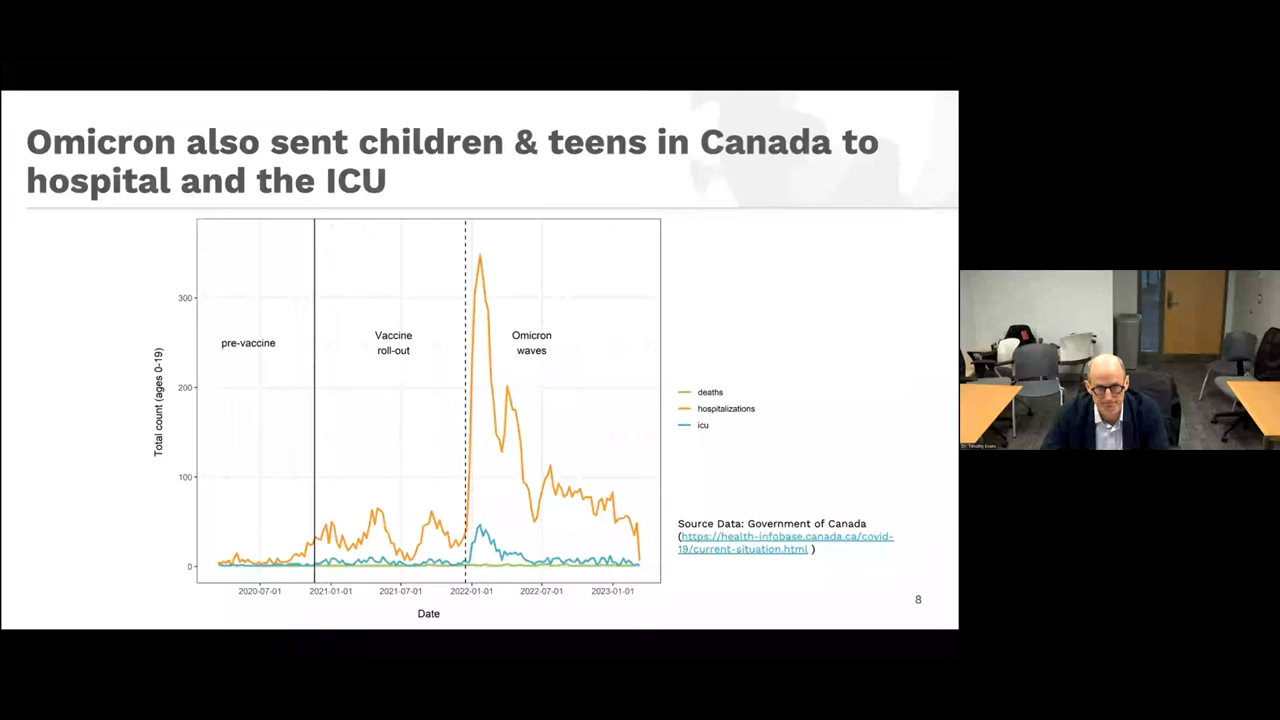 Omicron also sent children & teens in Canada to
hospital and the ICU
300
200
100
0
Total count (ages 0-19)
pre-vaccine
Vaccine
roll-out
Omicron
waves
2020-07-01
2021-01-01
2021-07-01
2022-01-01
2022-07-01
2023-01-01
Date
deaths
hospitalizations
icu
Source Data: Government of Canada
(https://health-infobase.canada.ca/covid-
19/current-situation.html )
8
Dr. Timothy Evans